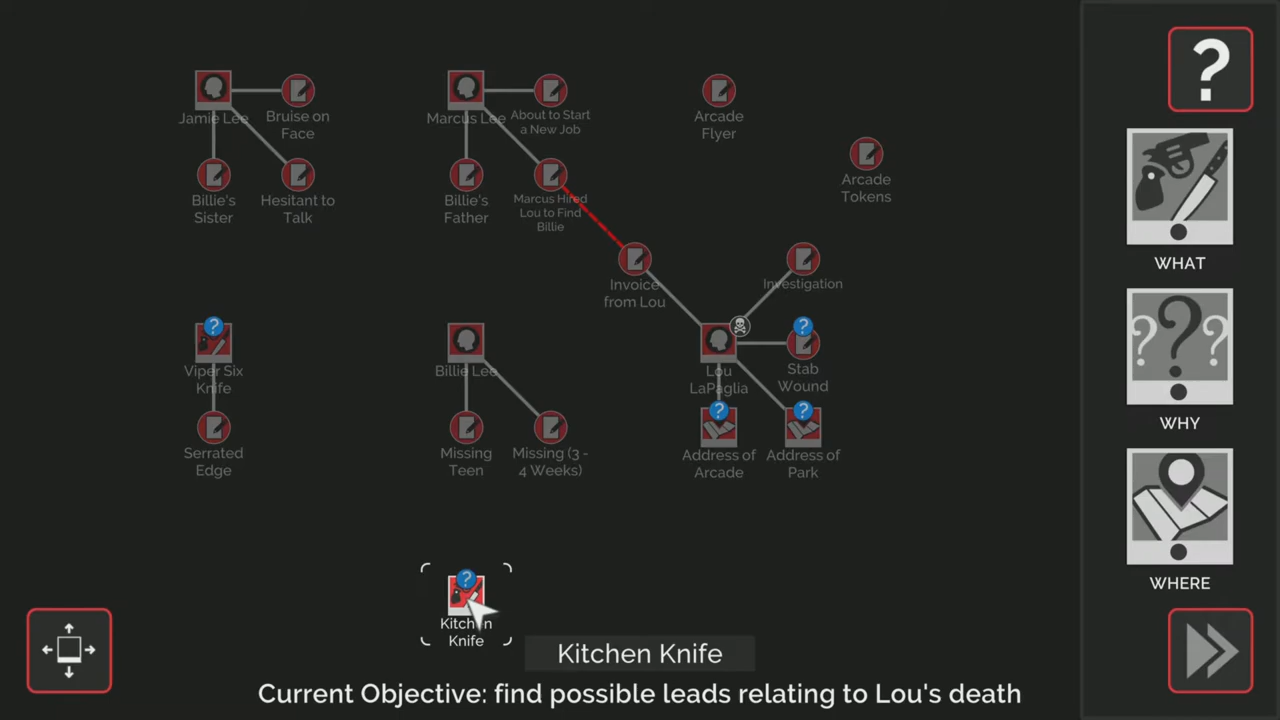 ?
Jamie Lee
Bruise on
Face
Marcus Lee
About to Start
a New Job
Arcade
Flyer
Arcade
Tokens
WHAT
Billie's
Sister
Hesitant to
Talk
Billie's
Father
Marcus Hired
Lou to Find
Billie
Invoice
from Lou
Investigation
? ? ?
WHY
?
Viper Six
Knife
Billie Lee
Lou
LaPaglia
?
Stab
Wound
Serrated
Edge
Missing
Teen
Missing (3 -
4 Weeks)
?
Address of
Arcade
?
Address of
Park
WHERE
?
Kitchen
Knife
Kitchen Knife
Current Objective: find possible leads relating to Lou's death